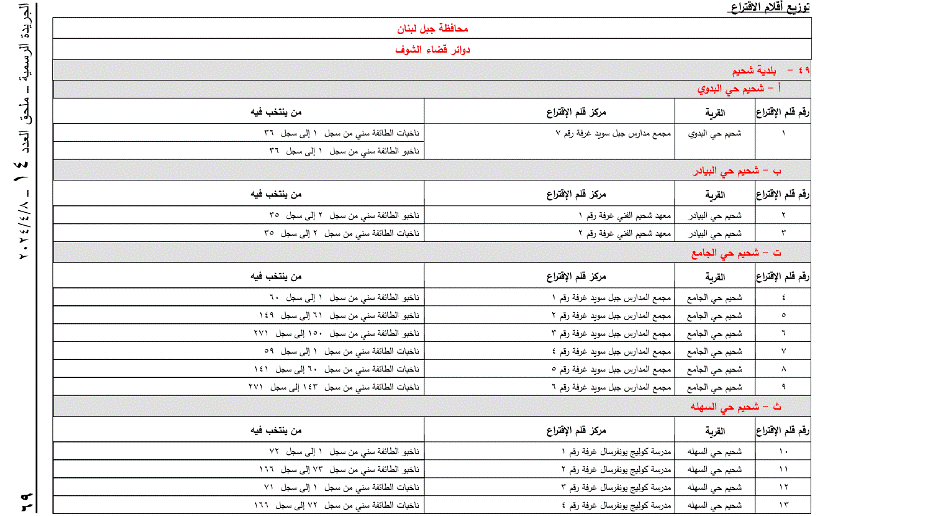 توزيع أقلام الاقتراع
محافظة جبل لبنان
دوائر قضاء الشوف
٤٩ - بلدية شحيم
أ - شحيم حي البدوي
رقم قلم الإقتراع القرية مركز قلم الإقتراع من ينتخب فيه
١ شحيم حي البدوي مجمع مدارس جبل سويد غرفة رقم ٧ ناخبات الطائفة سني من سجل ١ إلى سجل ٣٦
ناخبو الطائفة سني من سجل ١ إلى سجل ٣٦
ب - شحيم حي البيادر
رقم قلم الإقتراع القرية مركز قلم الإقتراع من ينتخب فيه
٢ شحيم حي البيادر معهد شحيم الفني غرفة رقم ١ ناخبو الطائفة سني من سجل ٢ إلى سجل ٣٥
٣ شحيم حي البيادر معهد شحيم الفني غرفة رقم ٢ ناخبات الطائفة سني من سجل ٢ إلى سجل ٣٥
ت - شحيم حي الجامع
رقم قلم الإقتراع القرية مركز قلم الإقتراع من ينتخب فيه
٤ شحيم حي الجامع مجمع المدارس جبل سويد غرفة رقم ١ ناخبو الطائفة سني من سجل ١ إلى سجل ٦٠
٥ شحيم حي الجامع مجمع المدارس جبل سويد غرفة رقم ٢ ناخبو الطائفة سني من سجل ٦١ إلى سجل ١٤٩
٦ شحيم حي الجامع مجمع المدارس جبل سويد غرفة رقم ٣ ناخبو الطائفة سني من سجل ١٥٠ إلى سجل ٢٧١
٧ شحيم حي الجامع مجمع المدارس جبل سويد غرفة رقم ٤ ناخبات الطائفة سني من سجل ١ إلى سجل ٥٩
٨ شحيم حي الجامع مجمع المدارس جبل سويد غرفة رقم ٥ ناخبات الطائفة سني من سجل ٦٠ إلى سجل ١٤١
٩ شحيم حي الجامع مجمع المدارس جبل سويد غرفة رقم ٦ ناخبات الطائفة سني من سجل ١٤٣ إلى سجل ٢٧١
ث - شحيم حي السهله
رقم قلم الإقتراع القرية مركز قلم الإقتراع من ينتخب فيه
١٠ شحيم حي السهله مدرسة كوليج يونفرسال غرفة رقم ١ ناخبو الطائفة سني من سجل ١ إلى سجل ٧٢
١١ شحيم حي السهله مدرسة كوليج يونفرسال غرفة رقم ٢ ناخبو الطائفة سني من سجل ٧٣ إلى سجل ١٦٦
١٢ شحيم حي السهله مدرسة كوليج يونفرسال غرفة رقم ٣ ناخبات الطائفة سني من سجل ١ إلى سجل ٧١
١٣ شحيم حي السهله مدرسة كوليج يونفرسال غرفة رقم ٤ ناخبات الطائفة سني من سجل ٧٢ إلى سجل ١٦٦
الجريدة الرسمية – ملحق العدد ١٤ – ٢٠٢٤/٤/٨
٦٩